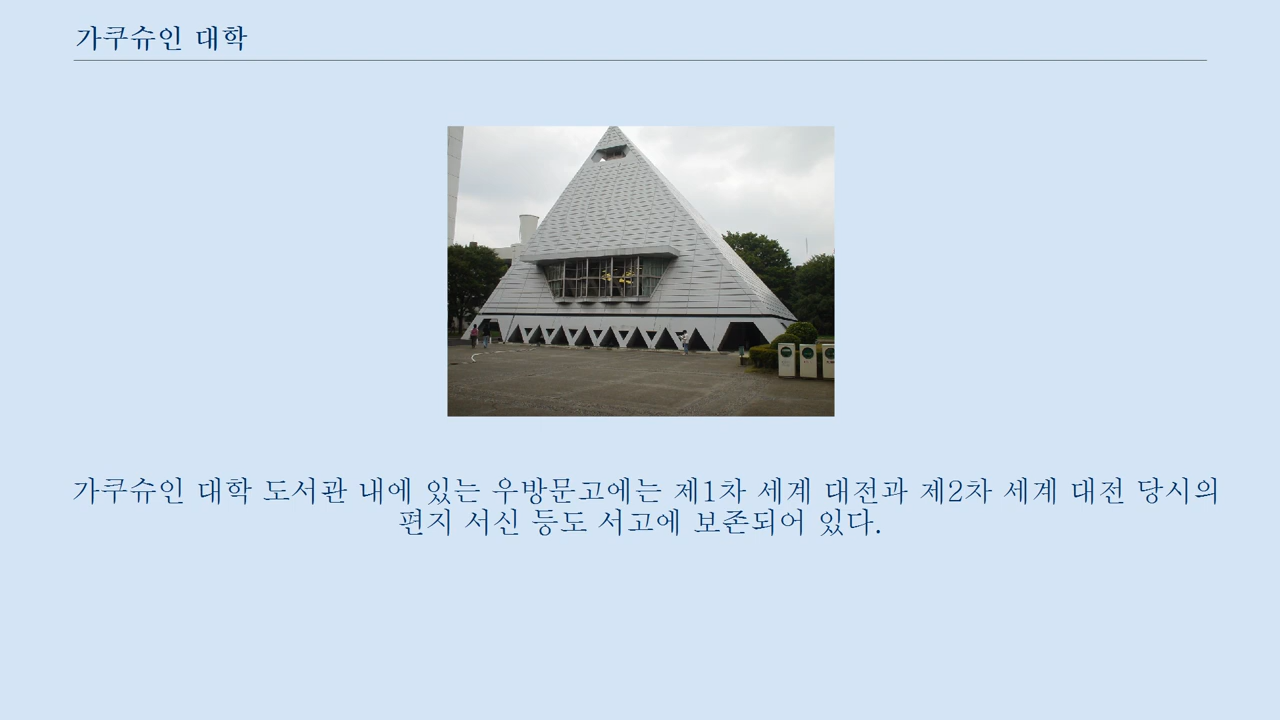 가쿠슈인 대학
가쿠슈인 대학 도서관 내에 있는 우방문고에는 제1차 세계 대전과 제2차 세계 대전 당시의
편지 서신 등도 서고에 보존되어 있다.